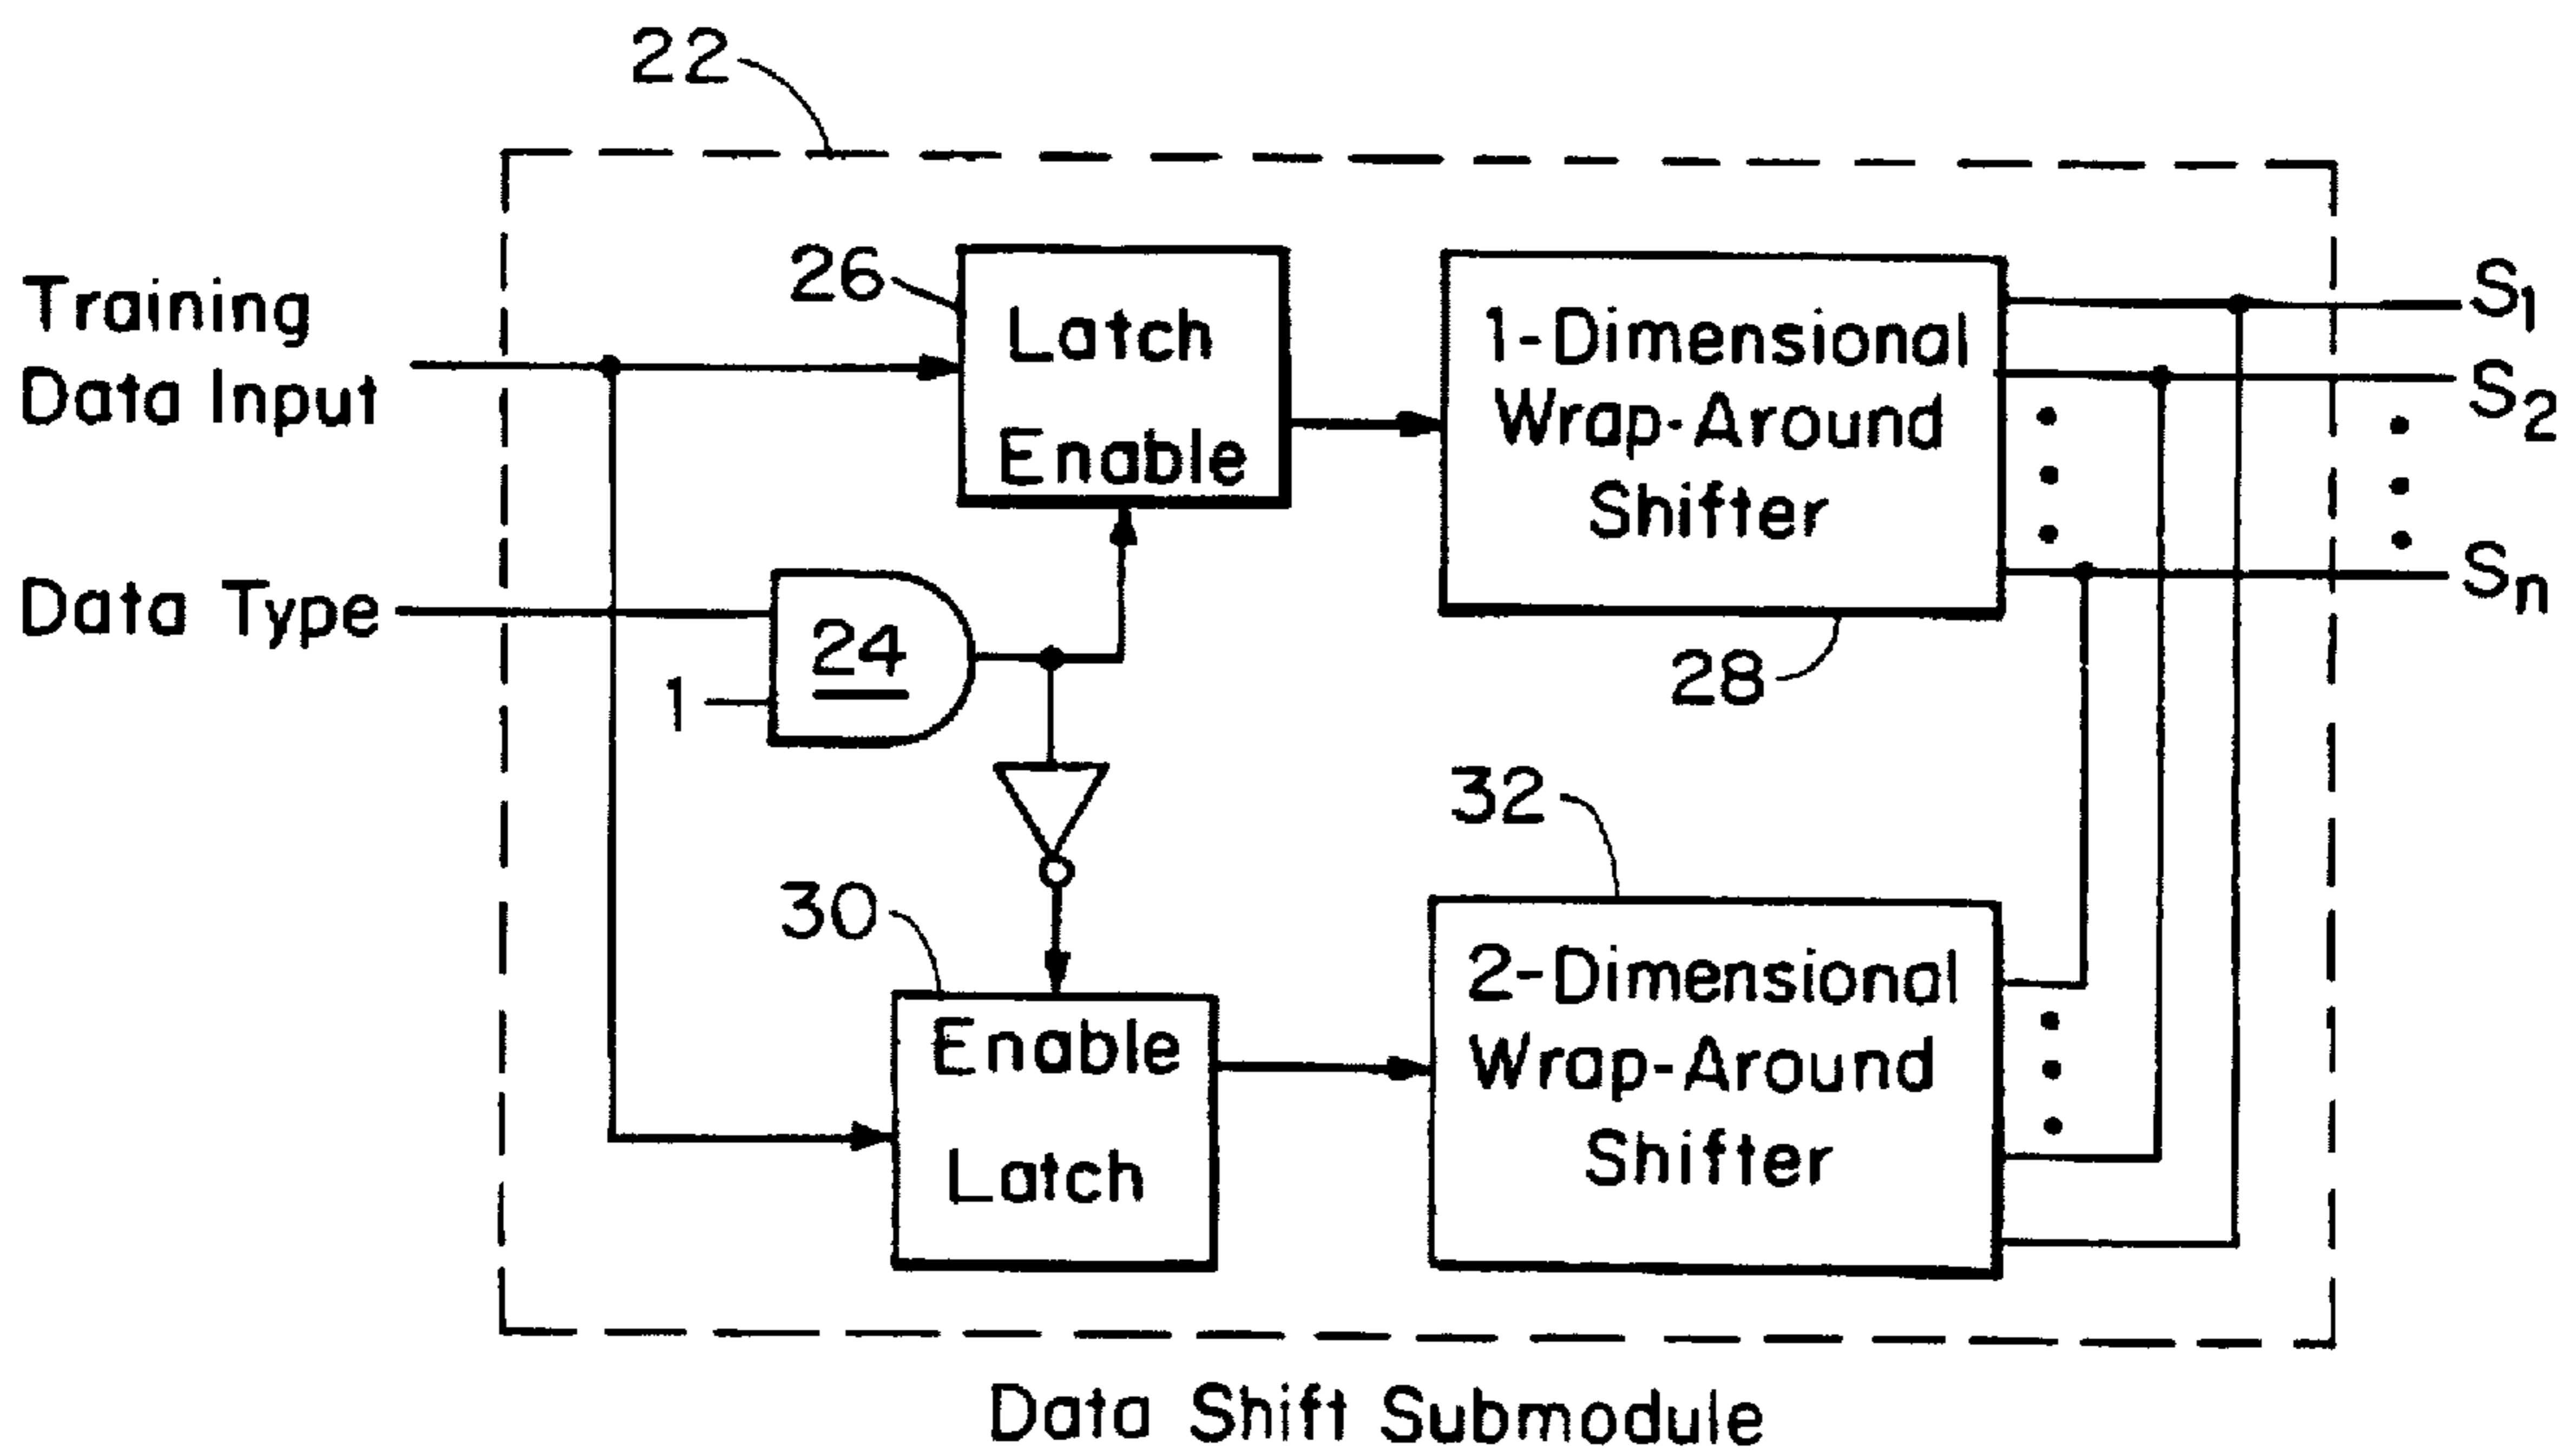 22
Training
Data Input
Data Type
26
Latch
Enable
1-Dimensional
Wrap-Around
Shifter
28
S1
S2
Sn
24
1
30
Enable
Latch
32
2-Dimensional
Wrap-Around
Shifter
Data Shift Submodule